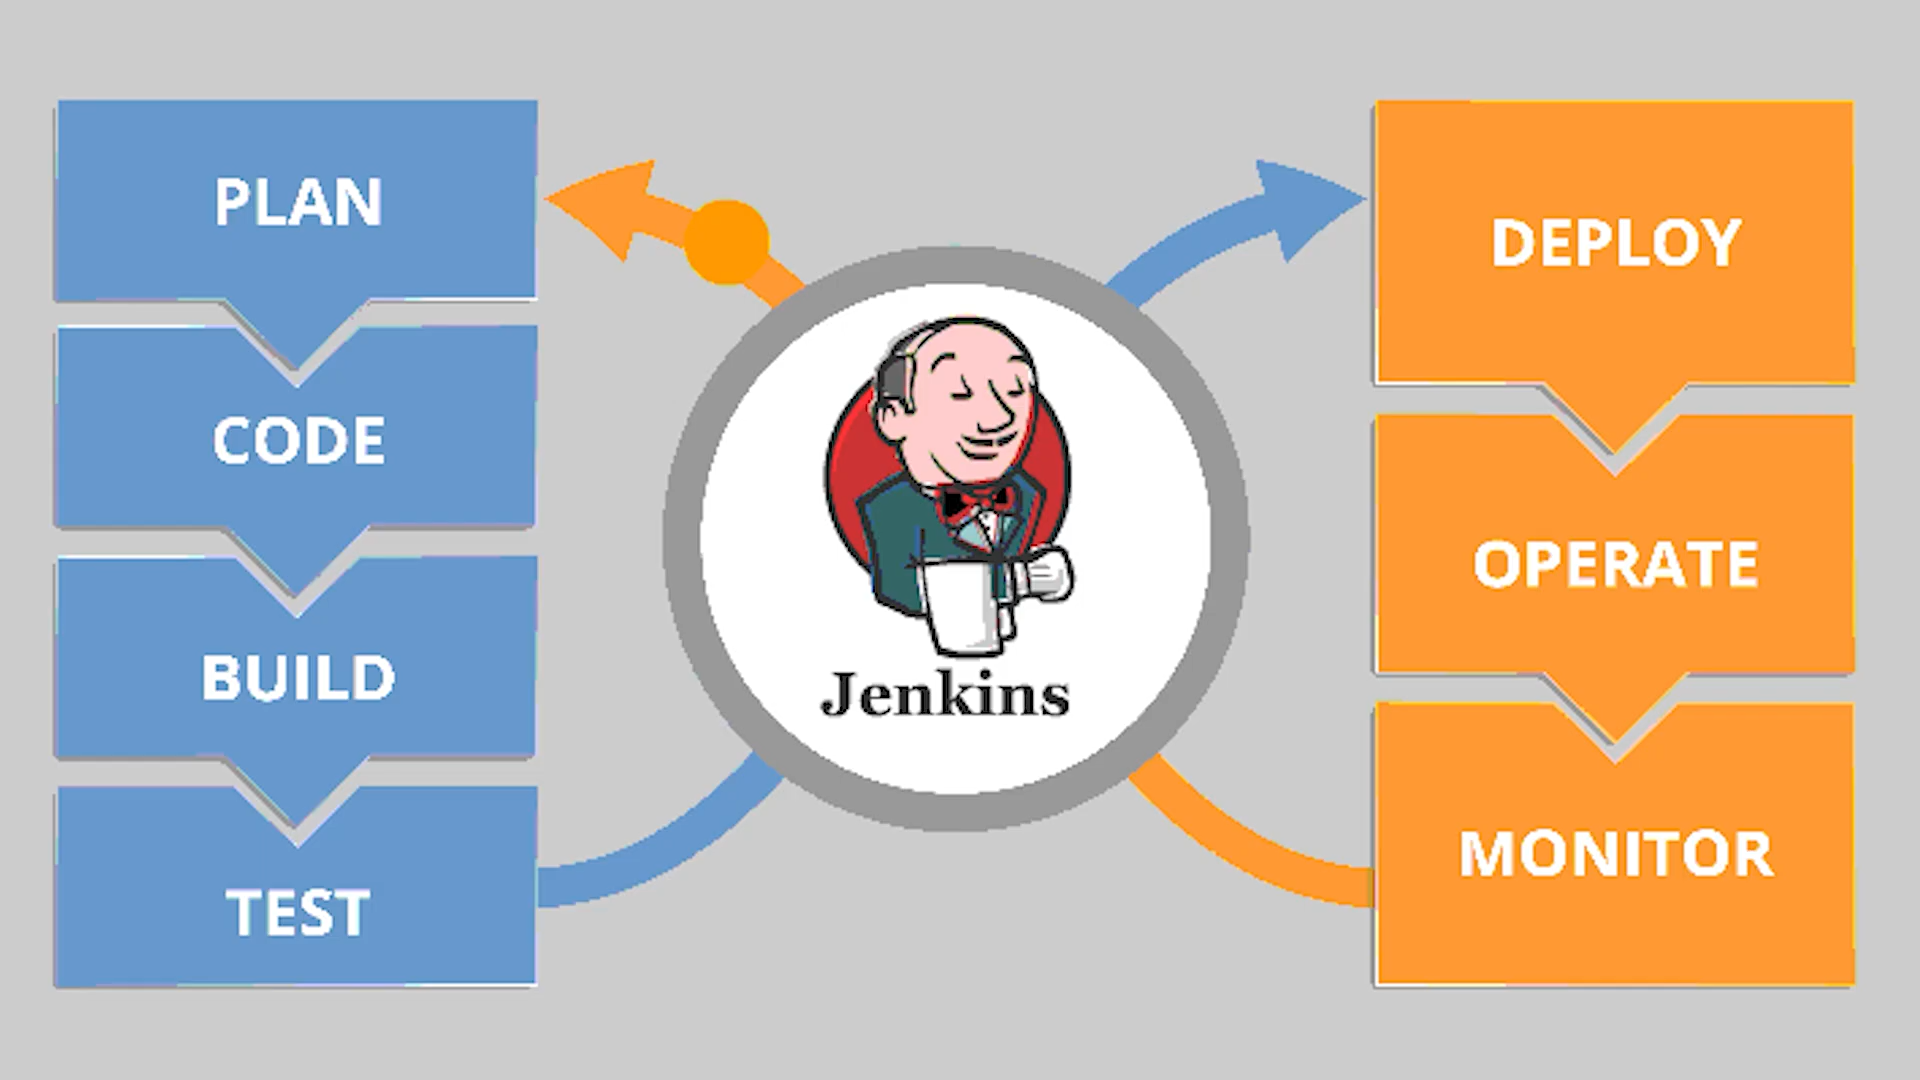 PLAN
CODE
BUILD
TEST
Jenkins
DEPLOY
OPERATE
MONITOR